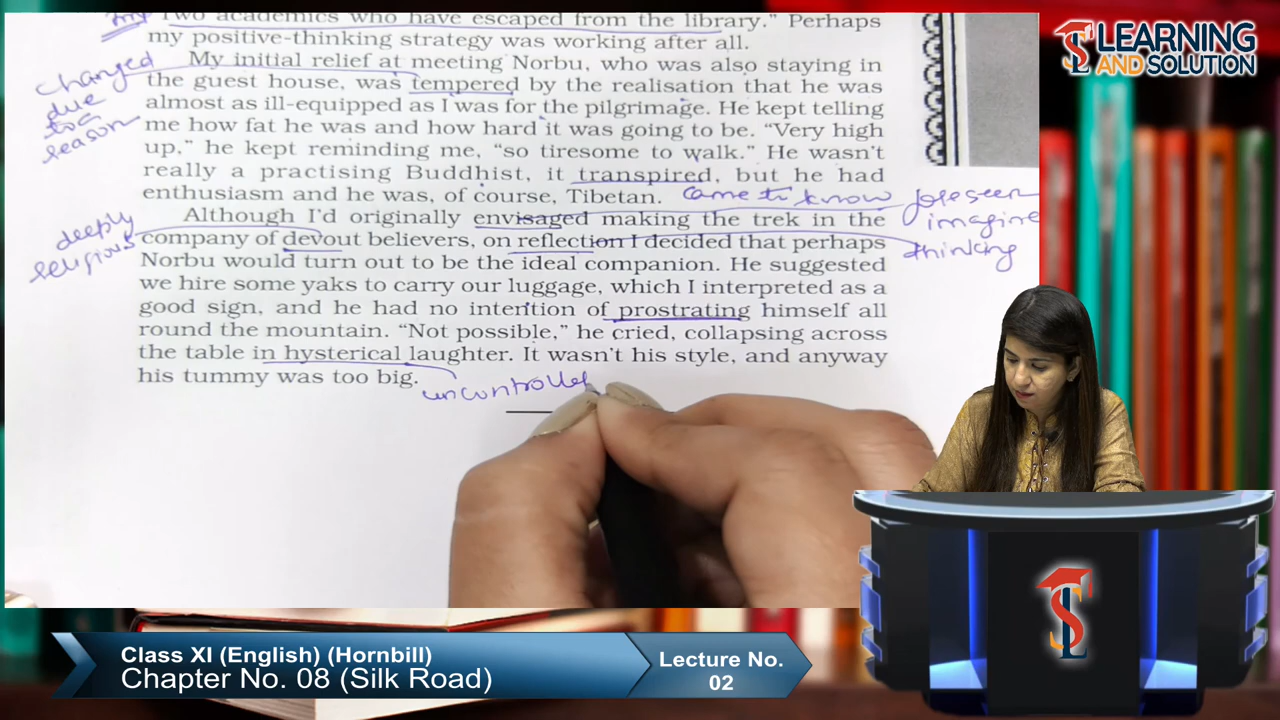 Two academics who have escaped from the library.” Perhaps
my positive-thinking strategy was working after all.
My initial relief at meeting Norbu, who was also staying in
the guest house, was tempered by the realisation that he was
almost as ill-equipped as I was for the pilgrimage. He kept telling
me how fat he was and how hard it was going to be. “Very high
up,” he kept reminding me, “so tiresome to walk.” He wasn’t
really a practising Buddhist, it transpired, but he had
enthusiasm and he was, of course, Tibetan.
Although I’d originally envisaged making the trek in the
company of devout believers, on reflection I decided that perhaps
Norbu would turn out to be the ideal companion. He suggested
we hire some yaks to carry our luggage, which I interpreted as a
good sign, and he had no intention of prostrating himself all
round the mountain. “Not possible,” he cried, collapsing across
the table in hysterical laughter. It wasn’t his style, and anyway
his tummy was too big.
changed
due
to a
reason
came to know
foreseen
imagine
thinking
deeply
religious
uncontrolled
LEARNING
AND SOLUTION
Class XI (English) (Hornbill)
Chapter No. 08 (Silk Road)
Lecture No.
02